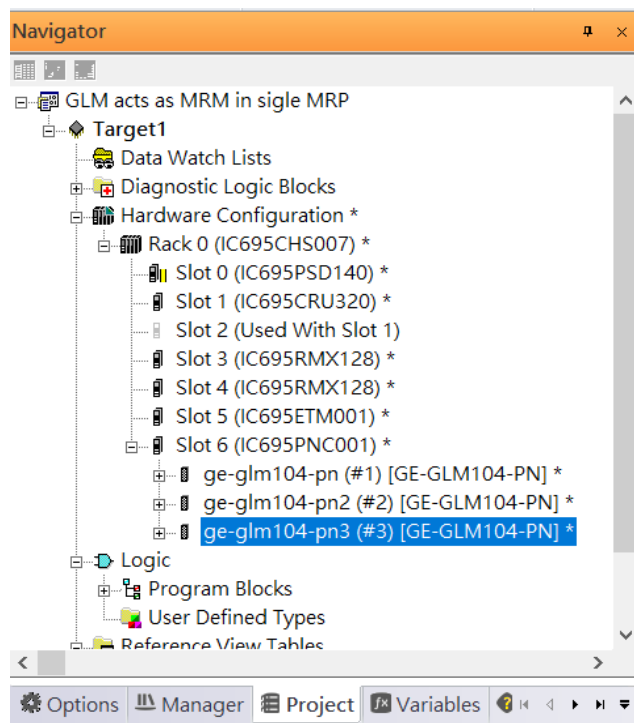 Navigator
GLM acts as MRM in sigle MRP
Target1
Data Watch Lists
Diagnostic Logic Blocks
Hardware Configuration *
Rack 0 (IC695CHS007) *
Slot 0 (IC695PSD140) *
Slot 1 (IC695CRU320) *
Slot 2 (Used With Slot 1)
Slot 3 (IC695RMX128) *
Slot 4 (IC695RMX128) *
Slot 5 (IC695ETM001) *
Slot 6 (IC695PNC001) *
ge-glm104-pn (#1) [GE-GLM104-PN] *
ge-glm104-pn2 (#2) [GE-GLM104-PN] *
ge-glm104-pn3 (#3) [GE-GLM104-PN] *
Logic
Program Blocks
User Defined Types
Reference View Tables
Options Manager Project Variables